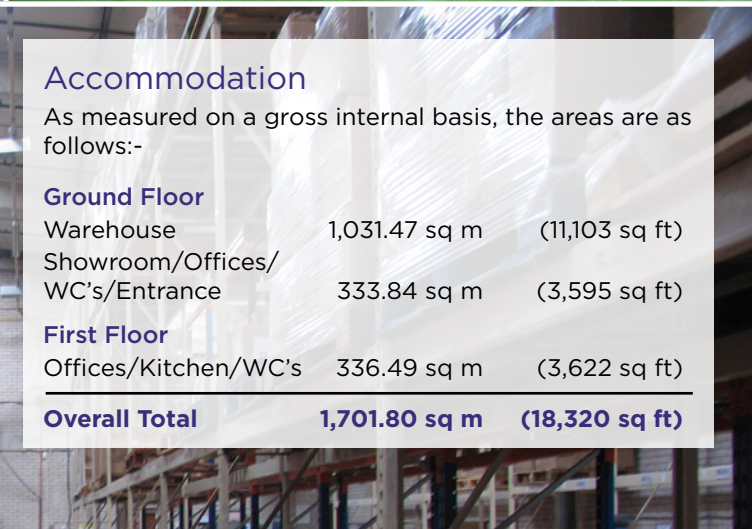 Accommodation
As measured on a gross internal basis, the areas are as
follows:-
Ground Floor
Warehouse 1,031.47 sq m (11,103 sq ft)
Showroom/Offices/
WC's/Entrance 333.84 sq m (3,595 sq ft)
First Floor
Offices/Kitchen/WC's 336.49 sq m (3,622 sq ft)
Overall Total 1,701.80 sq m (18,320 sq ft)